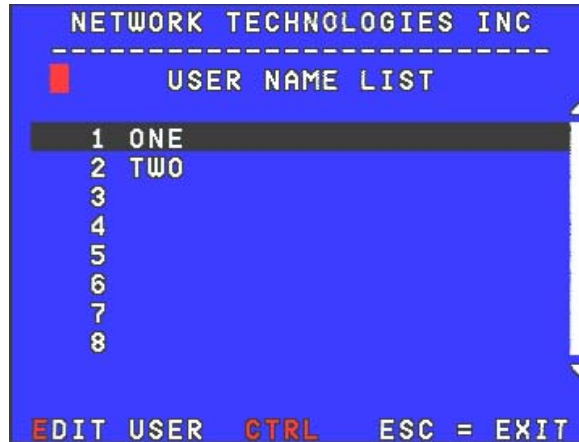 NETWORK TECHNOLOGIES INC
-----------------------------
USER NAME LIST
1 ONE
2 TWO
3
4
5
6
7
8
EDIT USER CTRL ESC = EXIT